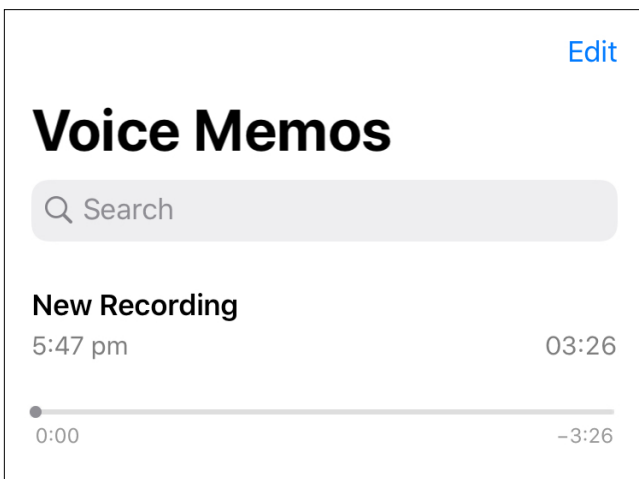 Edit
Voice Memos
Search
New Recording
5:47 pm 03:26
0:00 −3:26